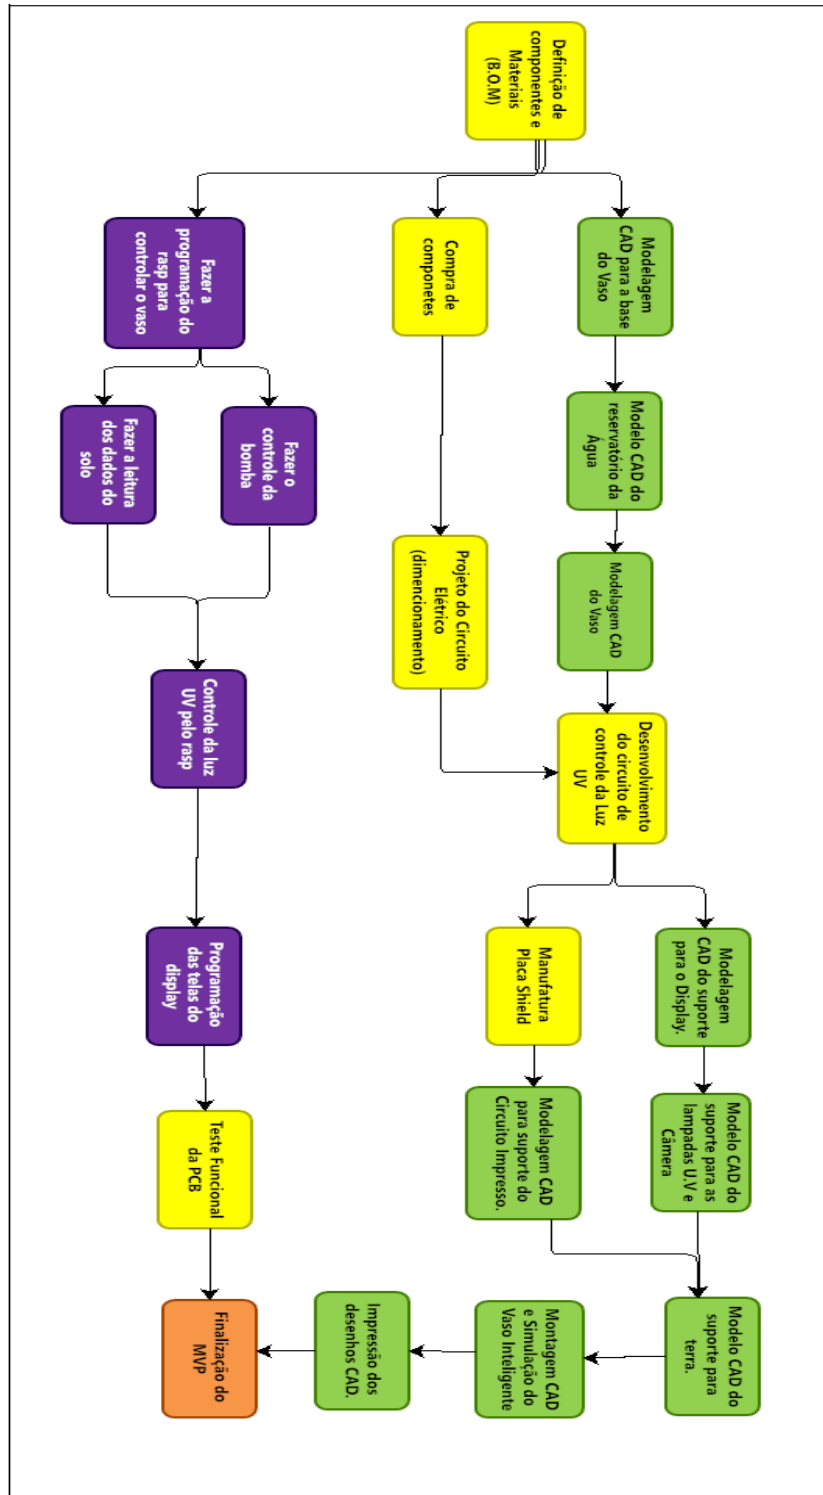 Definição de
componentes e
Materiais
(B.O.M)
Modelagem
CAD para a base
do Vaso
Modelo CAD do
reservatório da
Água
Modelagem CAD
do Vaso
Compra de
componetes
Projeto do Circuito
Elétrico
(dimencionamento)
Desenvolvimento
do circuito de
controle da Luz
UV
Modelagem
CAD do suporte
para o Display.
Modelo CAD do
suporte para as
lampadas U.V e
Câmera
Manufatura
Placa Shield
Modelagem CAD
para suporte do
Circuito Impresso.
Modelo CAD do
suporte para
terra.
Montagem CAD
e Simulação do
Vaso Inteligente
Impressão dos
desenhos CAD.
Fazer a
programação do
rasp para
controlar o vaso
Fazer o
controle da
bomba
Fazer a leitura
dos dados do
solo
Controle da luz
UV pelo rasp
Programação
das telas do
display
Teste Funcional
da PCB
Finalização do
MVP